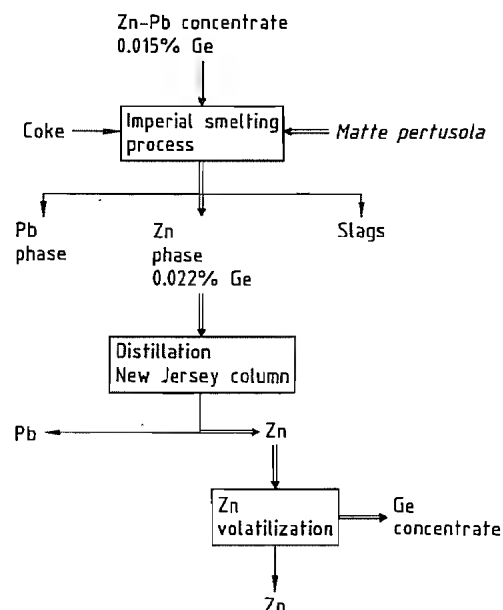 Zn-Pb concentrate
0.015% Ge
Coke
Imperial smelting
process
Matte pertusola
Pb
phase
Zn
phase
0.022% Ge
Slags
Distillation
New Jersey column
Pb
Zn
Zn
volatilization
Ge
concentrate
Zn